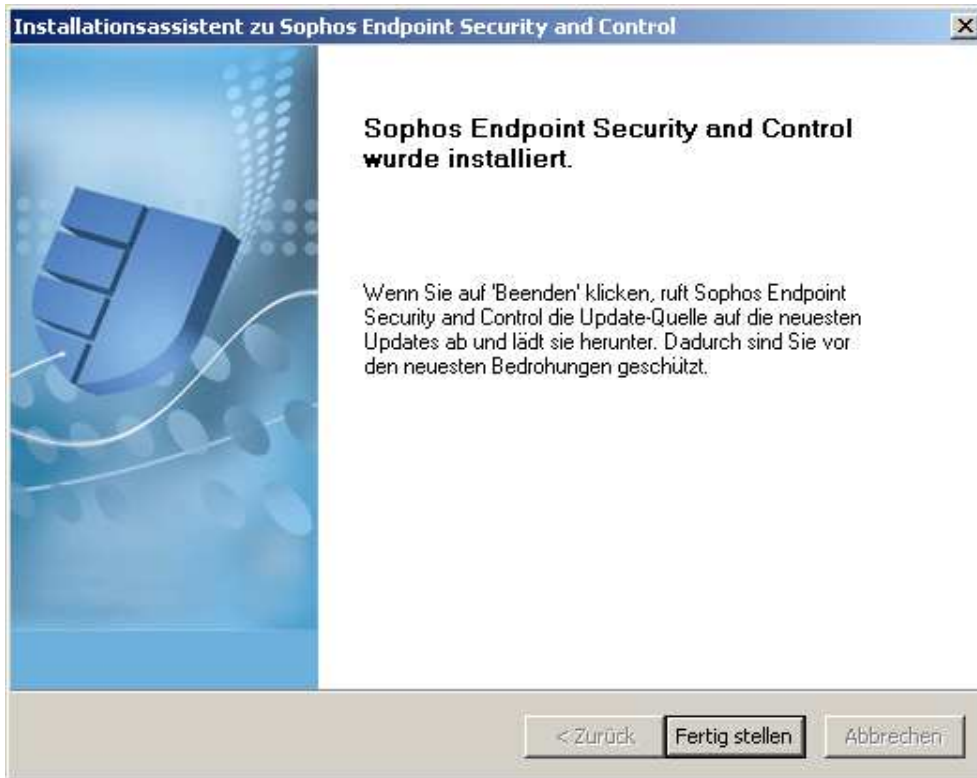 Installationsassistent zu Sophos Endpoint Security and Control
Sophos Endpoint Security and Control
wurde installiert.
Wenn Sie auf 'Beenden' klicken, ruft Sophos Endpoint
Security and Control die Update-Quelle auf die neuesten
Updates ab und lädt sie herunter. Dadurch sind Sie vor
den neuesten Bedrohungen geschützt.
< Zurück
Fertig stellen
Abbrechen